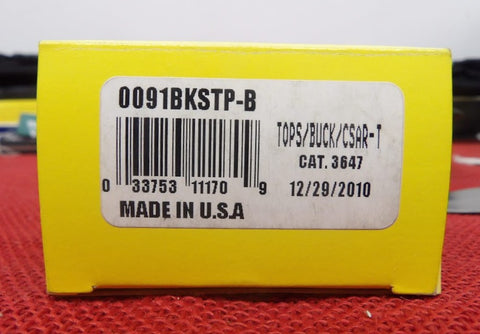 0091BKSTP-B
TOPS/BUCK/CSAR-T
CAT. 3647
0 33753 11170 9
12/29/2010
MADE IN U.S.A